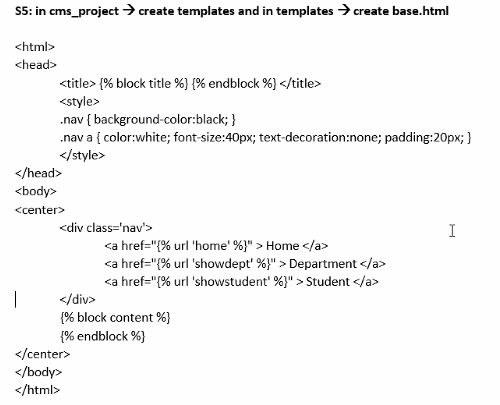 S5: in cms_project → create templates and in templates → create base.html
<html>
<head>
<title> {% block title %} {% endblock %} </title>
<style>
.nav { background-color:black; }
.nav a { color:white; font-size:40px; text-decoration:none; padding:20px; }
</style>
</head>
<body>
<center>
<div class='nav'>
<a href="{% url 'home' %}" > Home </a>
<a href="{% url 'showdept' %}" > Department </a>
<a href="{% url 'showstudent' %}" > Student </a>
</div>
{% block content %}
{% endblock %}
</center>
</body>
</html>